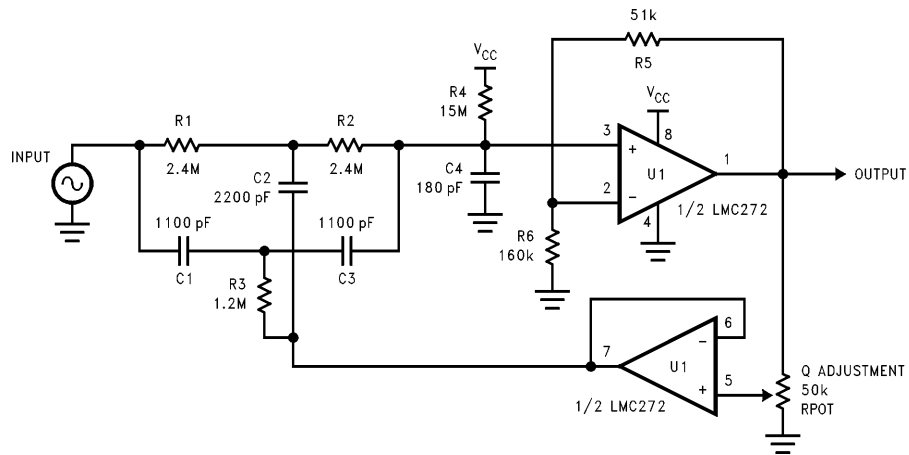 51k
R5
V_CC
R4
15M
V_CC
8
R1
2.4M
R2
2.4M
INPUT
3
+
U1
1
OUTPUT
C2
2200 pF
C4
180 pF
2
−
4
1/2 LMC272
1100 pF
C1
1100 pF
C3
R6
160k
R3
1.2M
7
6
−
U1
+
5
1/2 LMC272
Q ADJUSTMENT
50k
RPOT